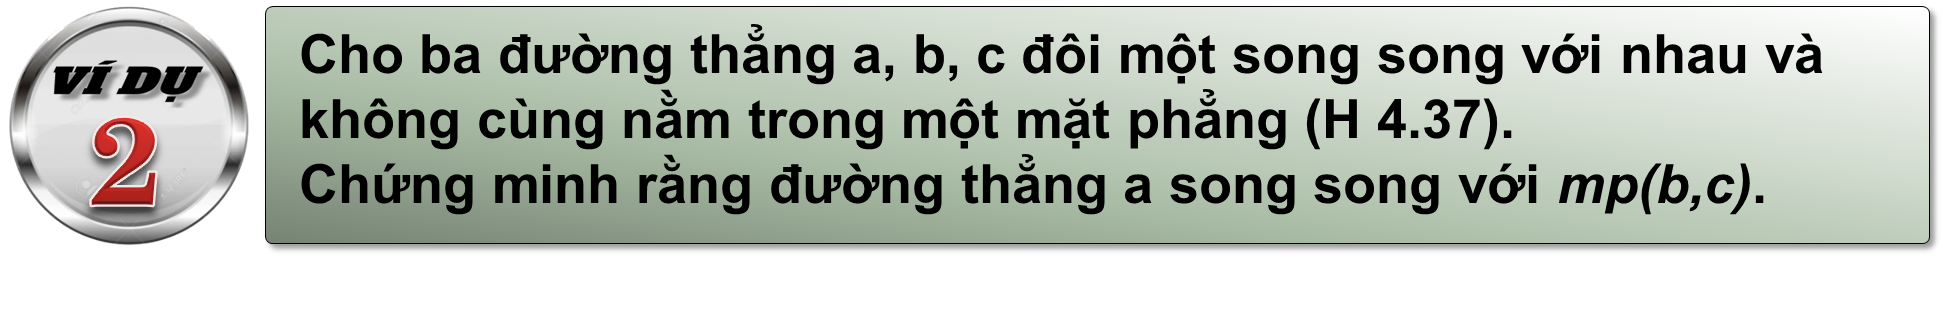 VÍ DỤ
2
Cho ba đường thẳng a, b, c đôi một song song với nhau và
không cùng nằm trong một mặt phẳng (H 4.37).
Chứng minh rằng đường thẳng a song song với mp(b,c).